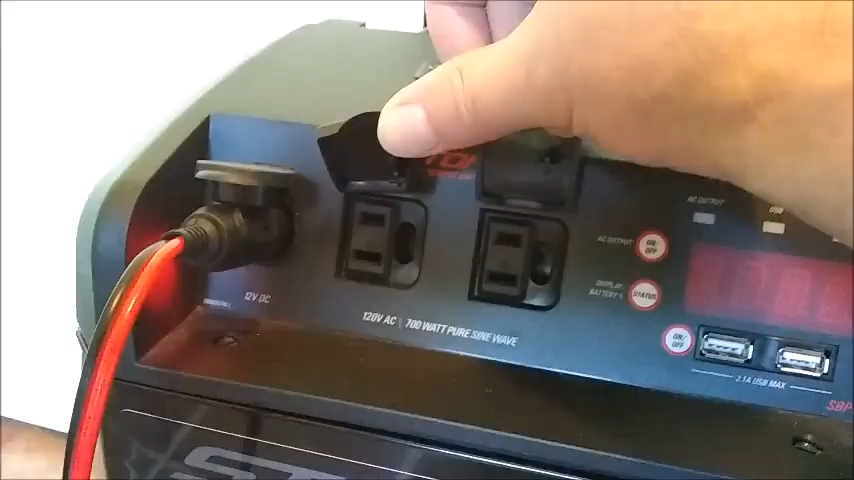 AC OUTPUT
USB
AC OUTPUT
ON/
OFF
DISPLAY,
BATTERY %
STATUS
12V DC
120V AC \ 700 WATT PURE SINE WAVE
ON/
OFF
2.1A USB MAX
SBP